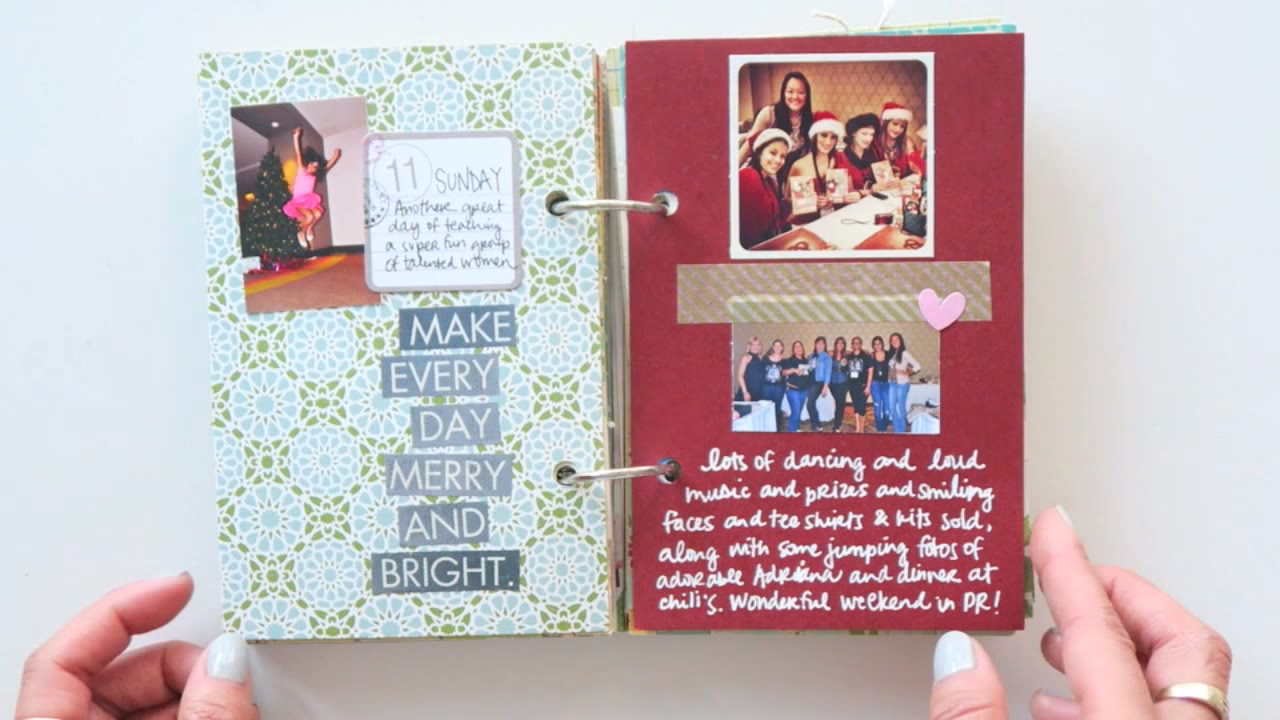 11 SUNDAY
Another great
day of teaching
a super fun group
of talented women
MAKE
EVERY
DAY
MERRY
AND
BRIGHT.
lots of dancing and loud
music and prizes and smiling
faces and tee shirts & kits sold,
along with some jumping fotos of
adorable Adriana and dinner at
chili's. Wonderful weekend in PR!